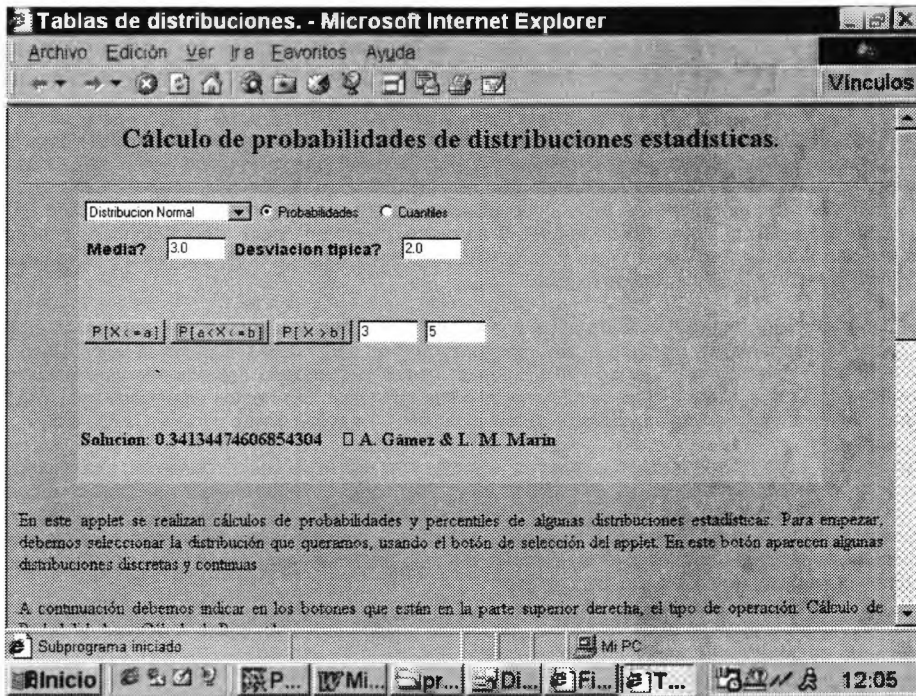 Tablas de distribuciones. - Microsoft Internet Explorer
Archivo Edición Ver Ir a Favoritos Ayuda
Vínculos
Cálculo de probabilidades de distribuciones estadísticas.
Distribucion Normal Probabilidades Cuantiles
Media? 3.0 Desviacion tipica? 2.0
P[X<=a] P[a<X<=b] P[X>b] 3 5
Solucion: 0.34134474606854304 A. Gámez & L. M. Marín
En este applet se realizan cálculos de probabilidades y percentiles de algunas distribuciones estadísticas. Para empezar,
debemos seleccionar la distribución que queramos, usando el botón de selección del applet. En este botón aparecen algunas
distribuciones discretas y continuas
A continuación debemos indicar en los botones que están en la parte superior derecha, el tipo de operación. Cálculo de
Subprograma iniciado Mi PC
Inicio P... Mi... pr... Di... Fi... T... 12:05